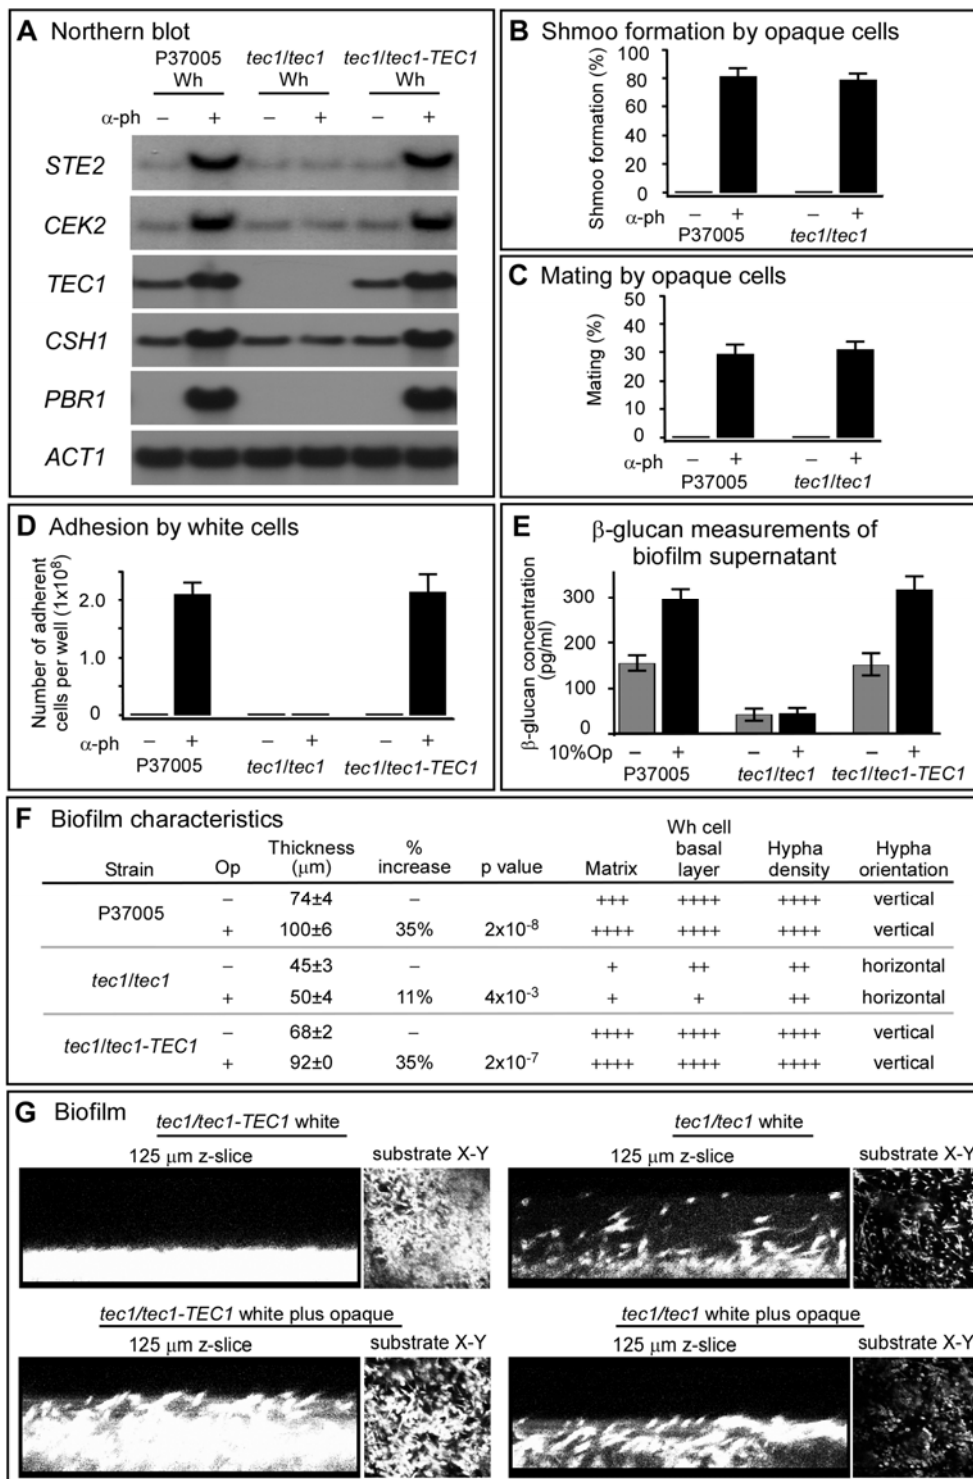 A Northern blot
P37005 tec1/tec1 tec1/tec1-TEC1
Wh Wh Wh
α-ph – + – + – +
STE2
CEK2
TEC1
CSH1
PBR1
ACT1
B Shmoo formation by opaque cells
Shmoo formation (%)
100
80
60
40
20
0
α-ph – + – +
P37005 tec1/tec1
C Mating by opaque cells
Mating (%)
50
40
30
20
10
0
α-ph – + – +
P37005 tec1/tec1
D Adhesion by white cells
Number of adherent
cells per well (1x10⁸)
2.0
1.0
0
α-ph – + – + – +
P37005 tec1/tec1 tec1/tec1-TEC1
E β-glucan measurements of
biofilm supernatant
β-glucan concentration
(pg/ml)
300
200
100
0
10%Op – + – + – +
P37005 tec1/tec1 tec1/tec1-TEC1
F Biofilm characteristics
Strain Op Thickness (μm) % increase p value Matrix Wh cell basal layer Hypha density Hypha orientation
P37005 – 74±4 – +++ ++++ ++++ vertical
+ 100±6 35% 2x10⁻⁸ ++++ ++++ ++++ vertical
tec1/tec1 – 45±3 – + ++ ++ horizontal
+ 50±4 11% 4x10⁻³ + + ++ horizontal
tec1/tec1-TEC1 – 68±2 – ++++ ++++ ++++ vertical
+ 92±0 35% 2x10⁻⁷ ++++ ++++ ++++ vertical
G Biofilm
tec1/tec1-TEC1 white
125 μm z-slice substrate X-Y
tec1/tec1 white
125 μm z-slice substrate X-Y
tec1/tec1-TEC1 white plus opaque
125 μm z-slice substrate X-Y
tec1/tec1 white plus opaque
125 μm z-slice substrate X-Y